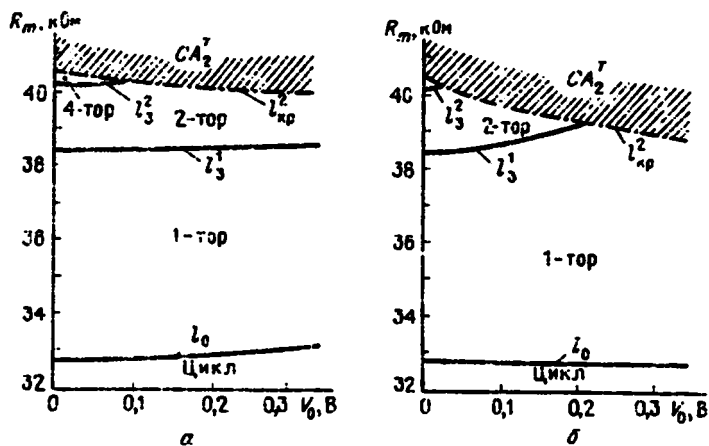 R_m, кОм
CA_2^T
40
4-тор
l_3^2
2-тор
l_кр^2
38
l_3^1
36
1-тор
34
33
l_0
Цикл
32
0 0,1 0,2 0,3 V_0, В
а
R_m, кОм
CA_2^T
40
l_3^2
2-тор
l_кр^2
38
l_3^1
36
1-тор
34
33
l_0
Цикл
32
0 0,1 0,2 0,3 V_0, В
б